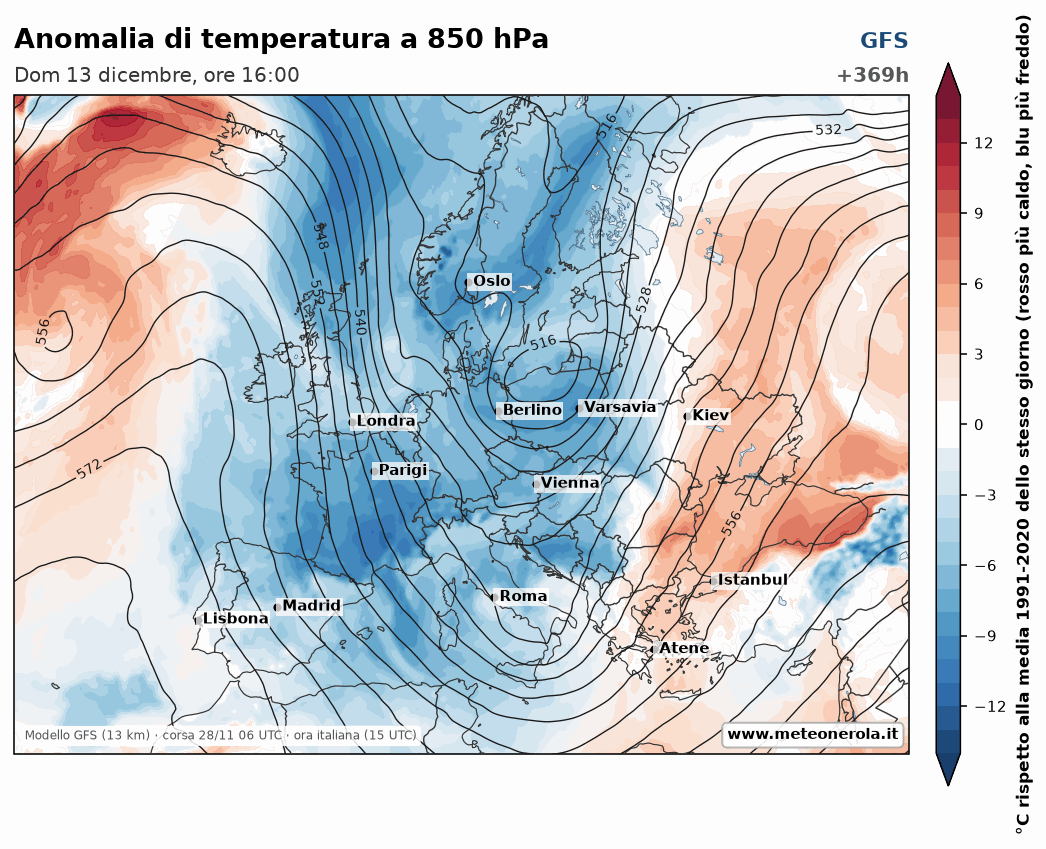 Anomalia di temperatura a 850 hPa
GFS
Dom 13 dicembre, ore 16:00
+369h
516
532
548
552
540
528
556
516
572
556
Oslo
Berlino
Varsavia
Kiev
Londra
Parigi
Vienna
Istanbul
Roma
Madrid
Lisbona
Atene
Modello GFS (13 km) · corsa 28/11 06 UTC · ora italiana (15 UTC)
www.meteonerola.it
12
9
6
3
0
−3
−6
−9
−12
°C rispetto alla media 1991-2020 dello stesso giorno (rosso più caldo, blu più freddo)